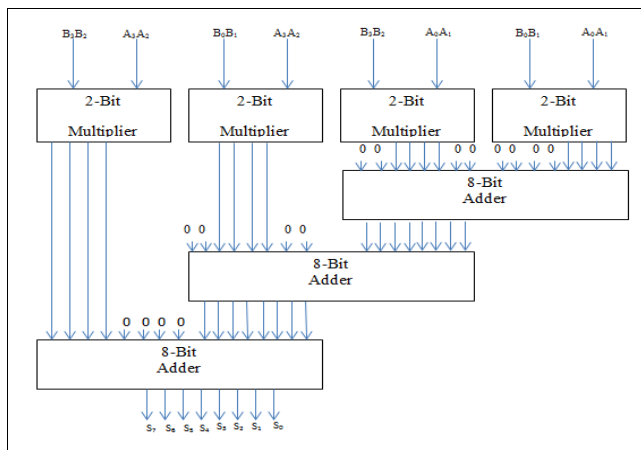 B₃B₂ A₃A₂ B₀B₁ A₃A₂ B₃B₂ A₀A₁ B₀B₁ A₀A₁
2-Bit Multiplier
2-Bit Multiplier
2-Bit Multiplier
2-Bit Multiplier
0 0 0 0 0 0 0 0
8-Bit
Adder
0 0 0 0
8-Bit
Adder
0 0 0 0
8-Bit
Adder
S₇ S₆ S₅ S₄ S₃ S₂ S₁ S₀